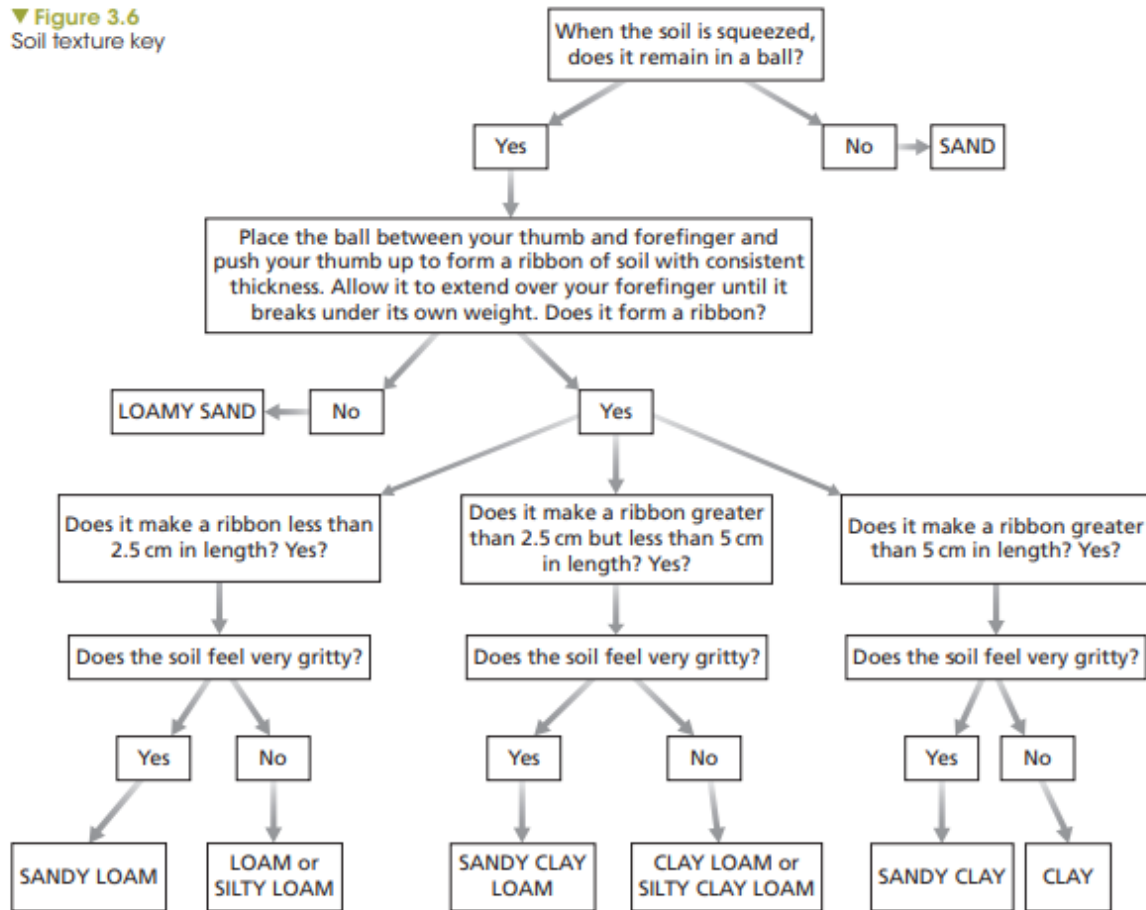 ▼ Figure 3.6
Soil texture key
When the soil is squeezed,
does it remain in a ball?
Yes
No
SAND
Place the ball between your thumb and forefinger and
push your thumb up to form a ribbon of soil with consistent
thickness. Allow it to extend over your forefinger until it
breaks under its own weight. Does it form a ribbon?
LOAMY SAND
No
Yes
Does it make a ribbon less than
2.5 cm in length? Yes?
Does it make a ribbon greater
than 2.5 cm but less than 5 cm
in length? Yes?
Does it make a ribbon greater
than 5 cm in length? Yes?
Does the soil feel very gritty?
Does the soil feel very gritty?
Does the soil feel very gritty?
Yes
No
Yes
No
Yes
No
SANDY LOAM
LOAM or
SILTY LOAM
SANDY CLAY
LOAM
CLAY LOAM or
SILTY CLAY LOAM
SANDY CLAY
CLAY